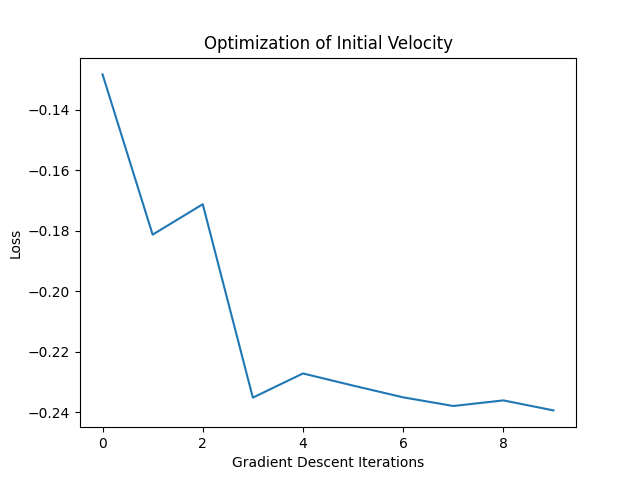 Optimization of Initial Velocity
−0.14
−0.16
−0.18
−0.20
−0.22
−0.24
Loss
0 2 4 6 8
Gradient Descent Iterations